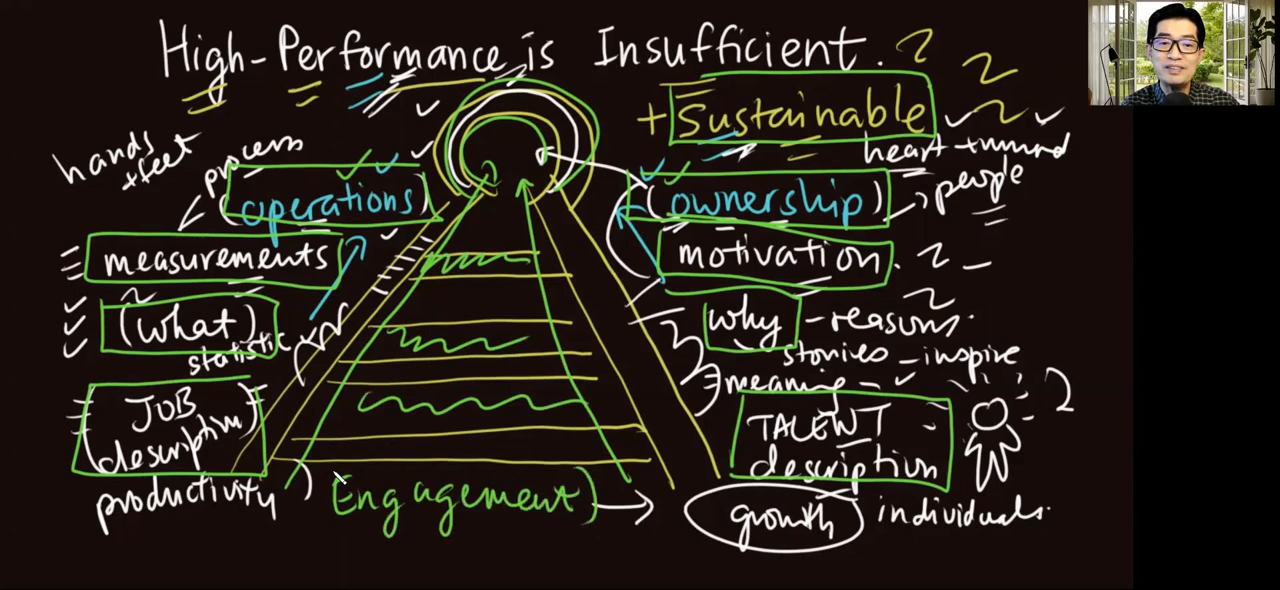 High-Performance is Insufficient.
+ Sustainable
hands
+ feet
process
heart + mind
(operations)
(ownership)
people
measurements
motivation.
(what)
statistic
why - reasons.
stories - inspire
meaning -
JOB
description
TALENT -
description
productivity
Engagement
growth
individuals.